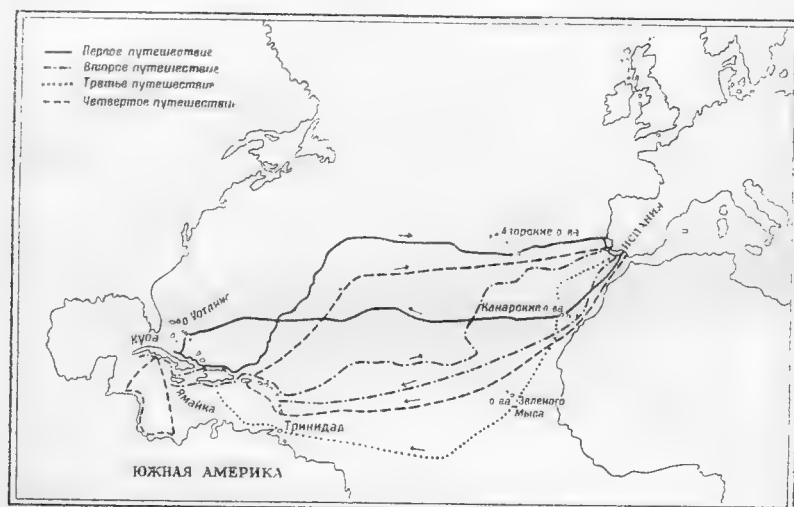 Первое путешествие
Второе путешествие
Третье путешествие
Четвертое путешествие
Азорские о ва
ИСПАНИЯ
о Уотлинг
Канарские о ва
Куба
Ямайка
о ва Зеленого
Мыса
Тринидад
ЮЖНАЯ АМЕРИКА